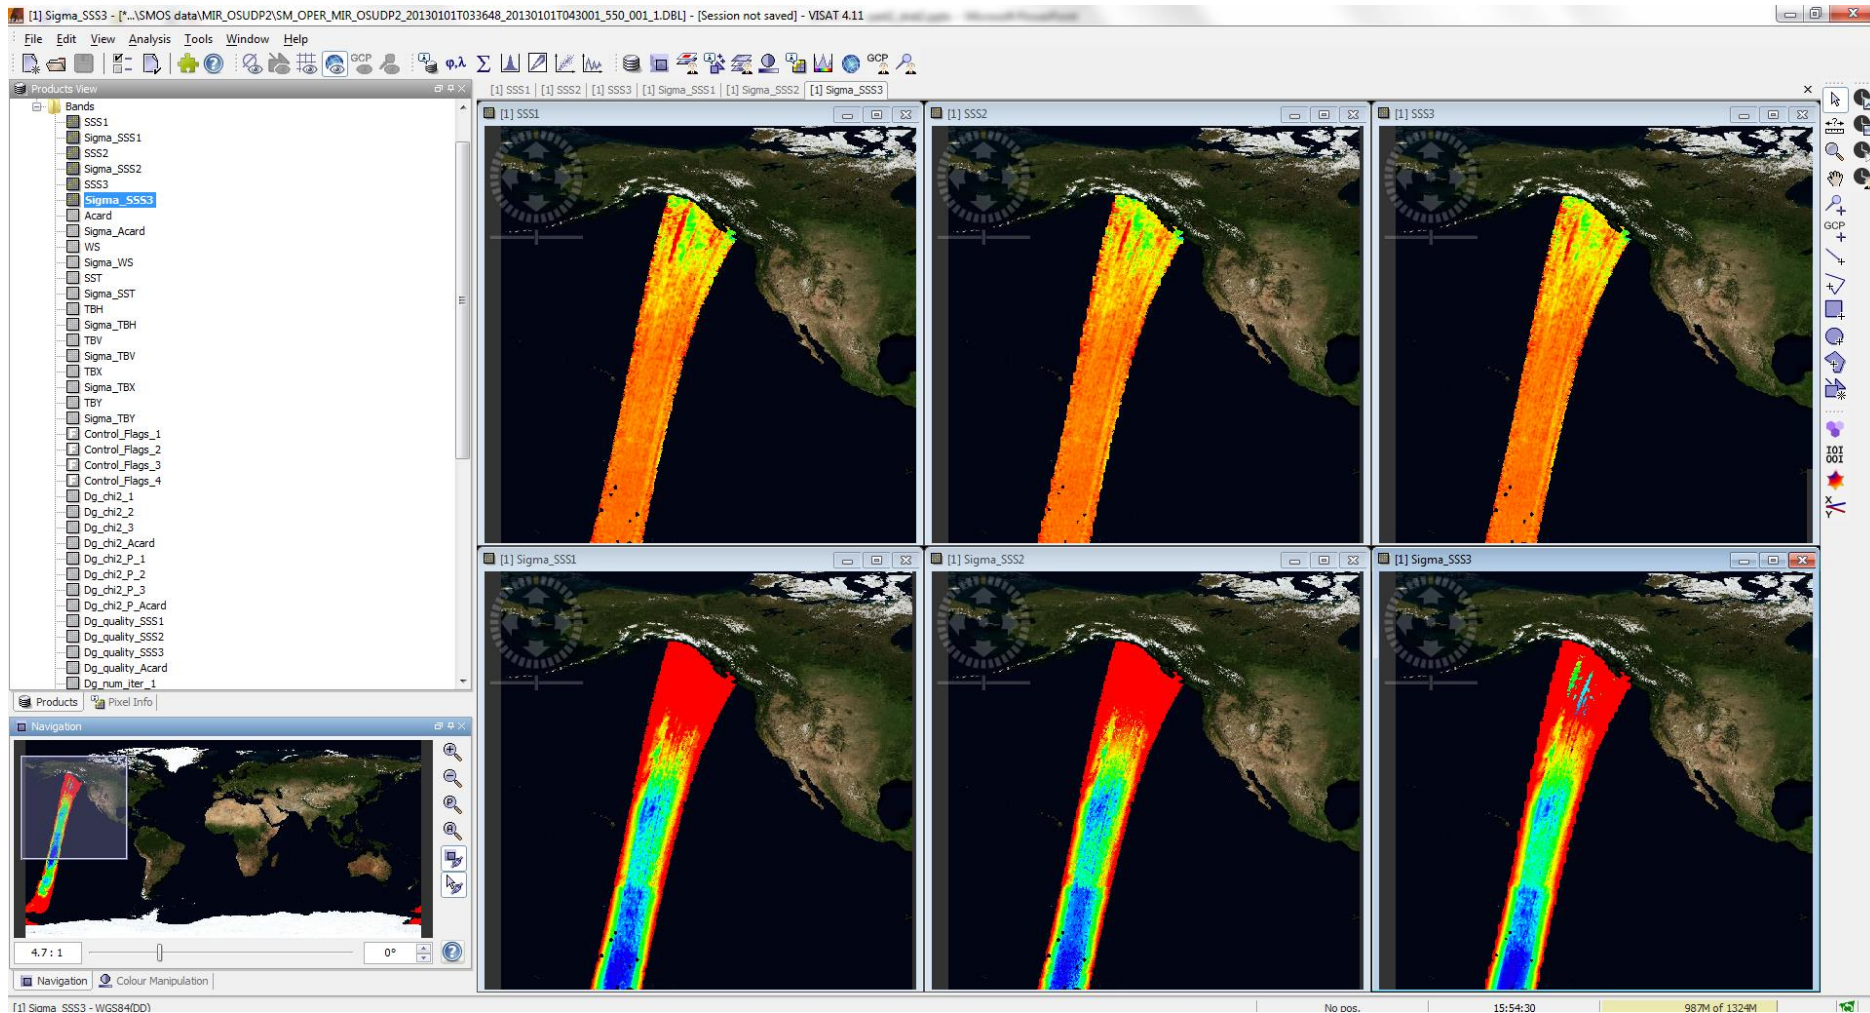 [1] Sigma_SSS3 - [*...\SMOS data\MIR_OSUDP2\SM_OPER_MIR_OSUDP2_20130101T033648_20130101T043001_550_001_1.DBL] - [Session not saved] - VISAT 4.11
File Edit View Analysis Tools Window Help
GCP φ,λ Σ GCP
Products View
[1] SSS1 | [1] SSS2 | [1] SSS3 | [1] Sigma_SSS1 | [1] Sigma_SSS2 | [1] Sigma_SSS3
Bands
SSS1
Sigma_SSS1
SSS2
Sigma_SSS2
SSS3
Sigma_SSS3
Acard
Sigma_Acard
WS
Sigma_WS
SST
Sigma_SST
TBH
Sigma_TBH
TBV
Sigma_TBV
TBX
Sigma_TBX
TBY
Sigma_TBY
Control_Flags_1
Control_Flags_2
Control_Flags_3
Control_Flags_4
Dg_chi2_1
Dg_chi2_2
Dg_chi2_3
Dg_chi2_Acard
Dg_chi2_P_1
Dg_chi2_P_2
Dg_chi2_P_3
Dg_chi2_P_Acard
Dg_quality_SSS1
Dg_quality_SSS2
Dg_quality_SSS3
Dg_quality_Acard
Dg_num_iter_1
Products Pixel Info
Navigation
4.7 : 1 0°
Navigation Colour Manipulation
[1] SSS1
[1] SSS2
[1] SSS3
[1] Sigma_SSS1
[1] Sigma_SSS2
[1] Sigma_SSS3
GCP
[1] Sigma_SSS3 - WGS84(DD)
No pos.
15:54:30
987M of 1324M